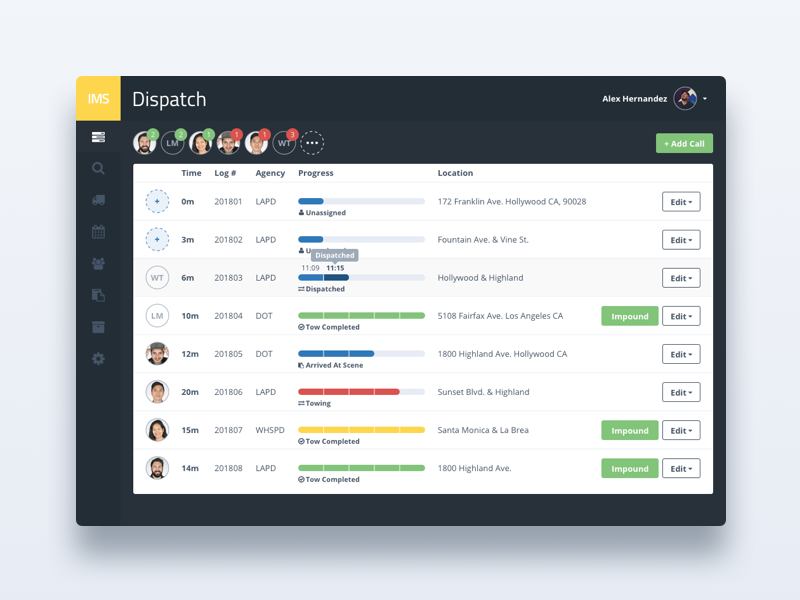 IMS
Dispatch
Alex Hernandez
2
LM
2
1
1
1
WT
3
+ Add Call
Time Log # Agency Progress Location
+ 0m 201801 LAPD 172 Franklin Ave. Hollywood CA, 90028 Edit
Unassigned
+ 3m 201802 LAPD Fountain Ave. & Vine St. Edit
Dispatched
11:09 11:15
WT 6m 201803 LAPD Hollywood & Highland Edit
Dispatched
LM 10m 201804 DOT 5108 Fairfax Ave. Los Angeles CA Impound Edit
Tow Completed
12m 201805 DOT 1800 Highland Ave. Hollywood CA Edit
Arrived At Scene
20m 201806 LAPD Sunset Blvd. & Highland Edit
Towing
15m 201807 WHSPD Santa Monica & La Brea Impound Edit
Tow Completed
14m 201808 LAPD 1800 Highland Ave. Impound Edit
Tow Completed